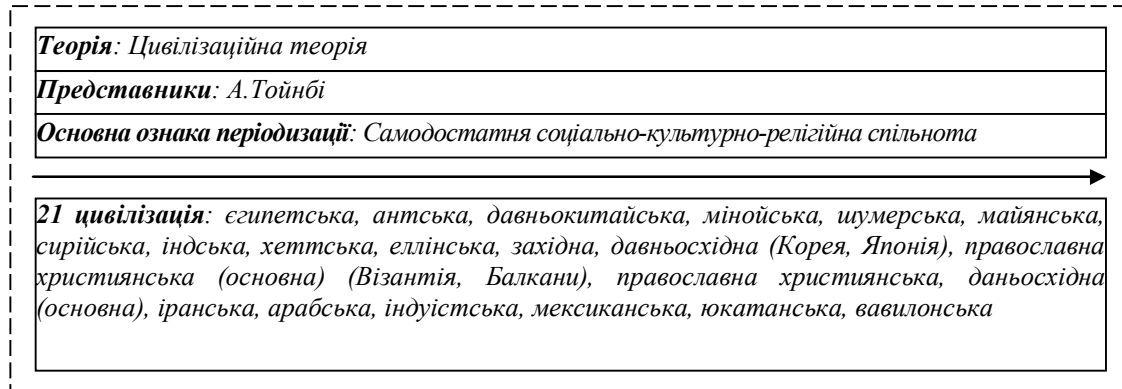 Теорія: Цивілізаційна теорія
Представники: А.Тойнбі
Основна ознака періодизації: Самодостатня соціально-культурно-релігійна спільнота
21 цивілізація: єгипетська, антська, давньокитайська, мінойська, шумерська, майянська,
сирійська, індська, хеттська, еллінська, західна, давньосхідна (Корея, Японія), православна
християнська (основна) (Візантія, Балкани), православна християнська, даньосхідна
(основна), іранська, арабська, індуїстська, мексиканська, юкатанська, вавилонська